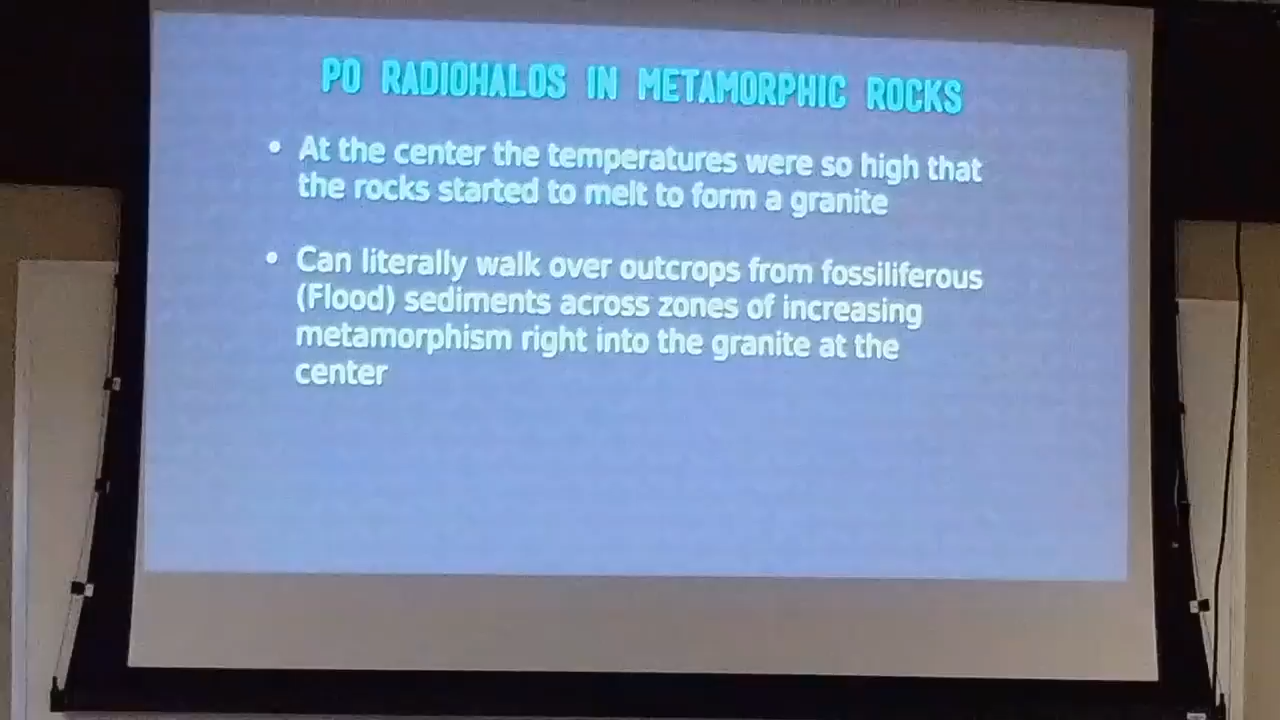 PO RADIOHALOS IN METAMORPHIC ROCKS
• At the center the temperatures were so high that
the rocks started to melt to form a granite
• Can literally walk over outcrops from fossiliferous
(Flood) sediments across zones of increasing
metamorphism right into the granite at the
center